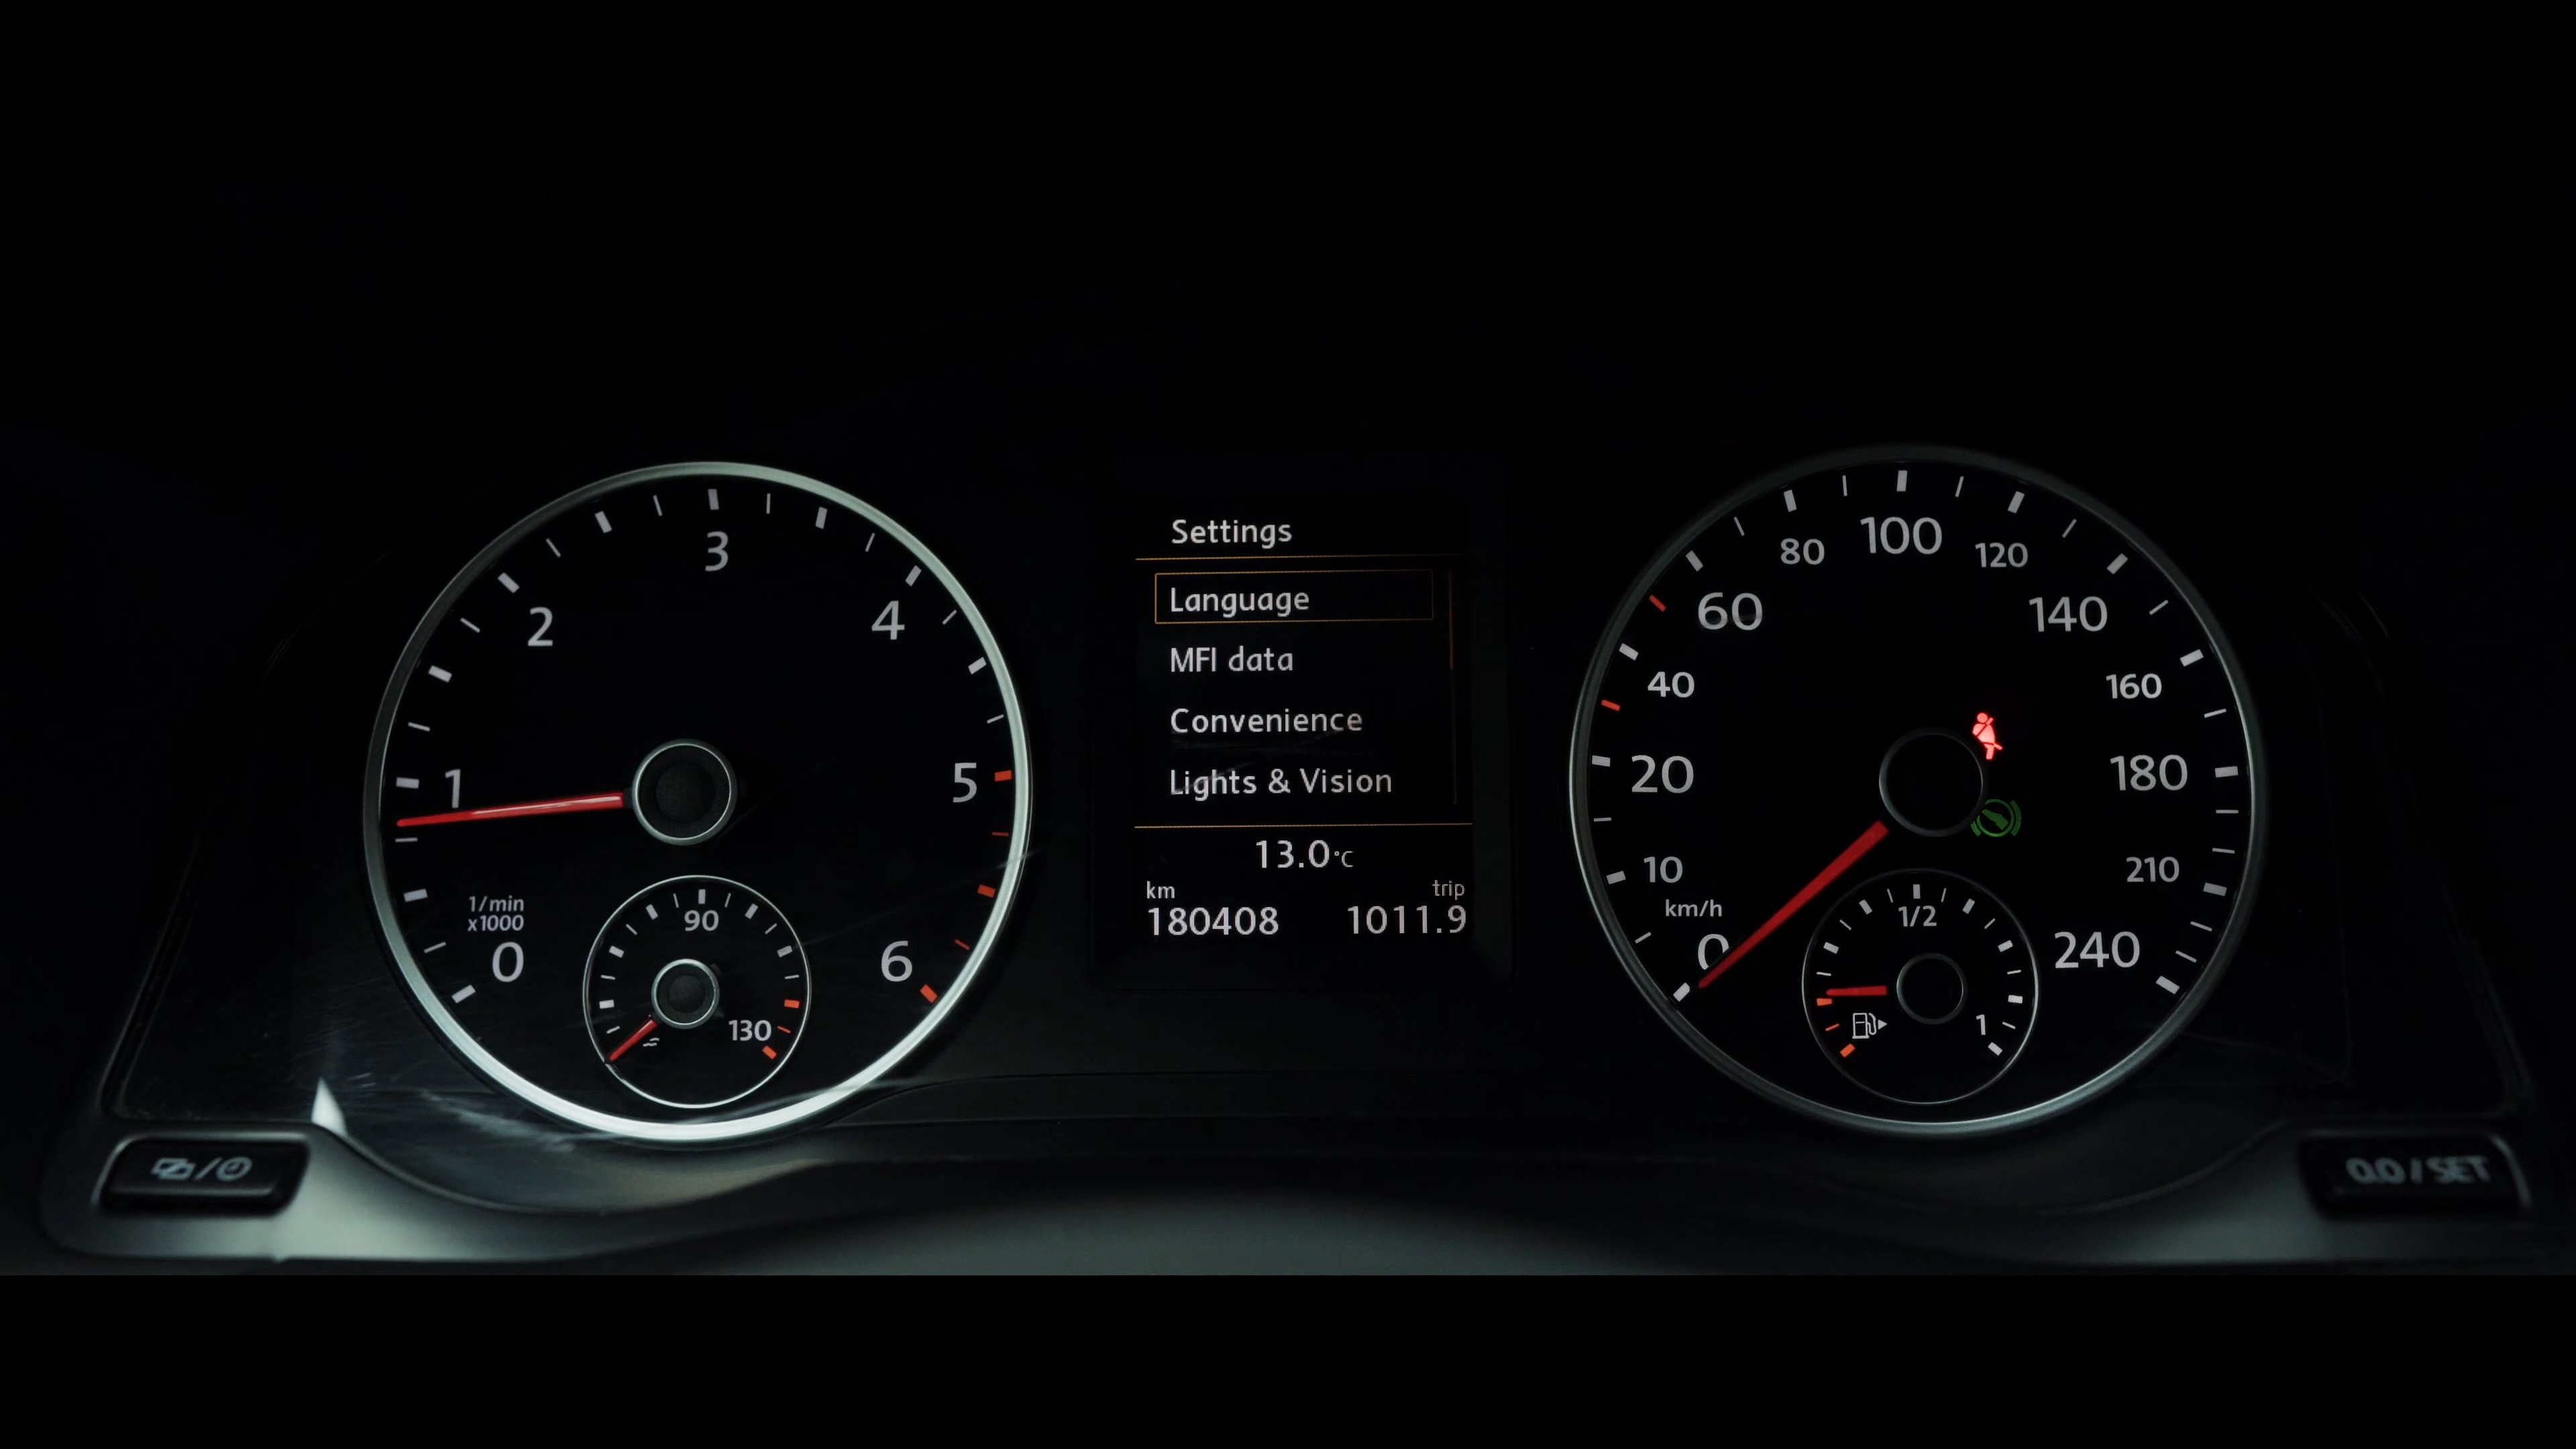 3
2
4
1
5
1/min
x1000
0
6
90
130
Settings
Language
MFI data
Convenience
Lights & Vision
13.0°C
km
trip
180408
1011.9
100
80
120
60
140
40
160
20
180
10
210
km/h
0
240
1/2
1
0.0 / SET